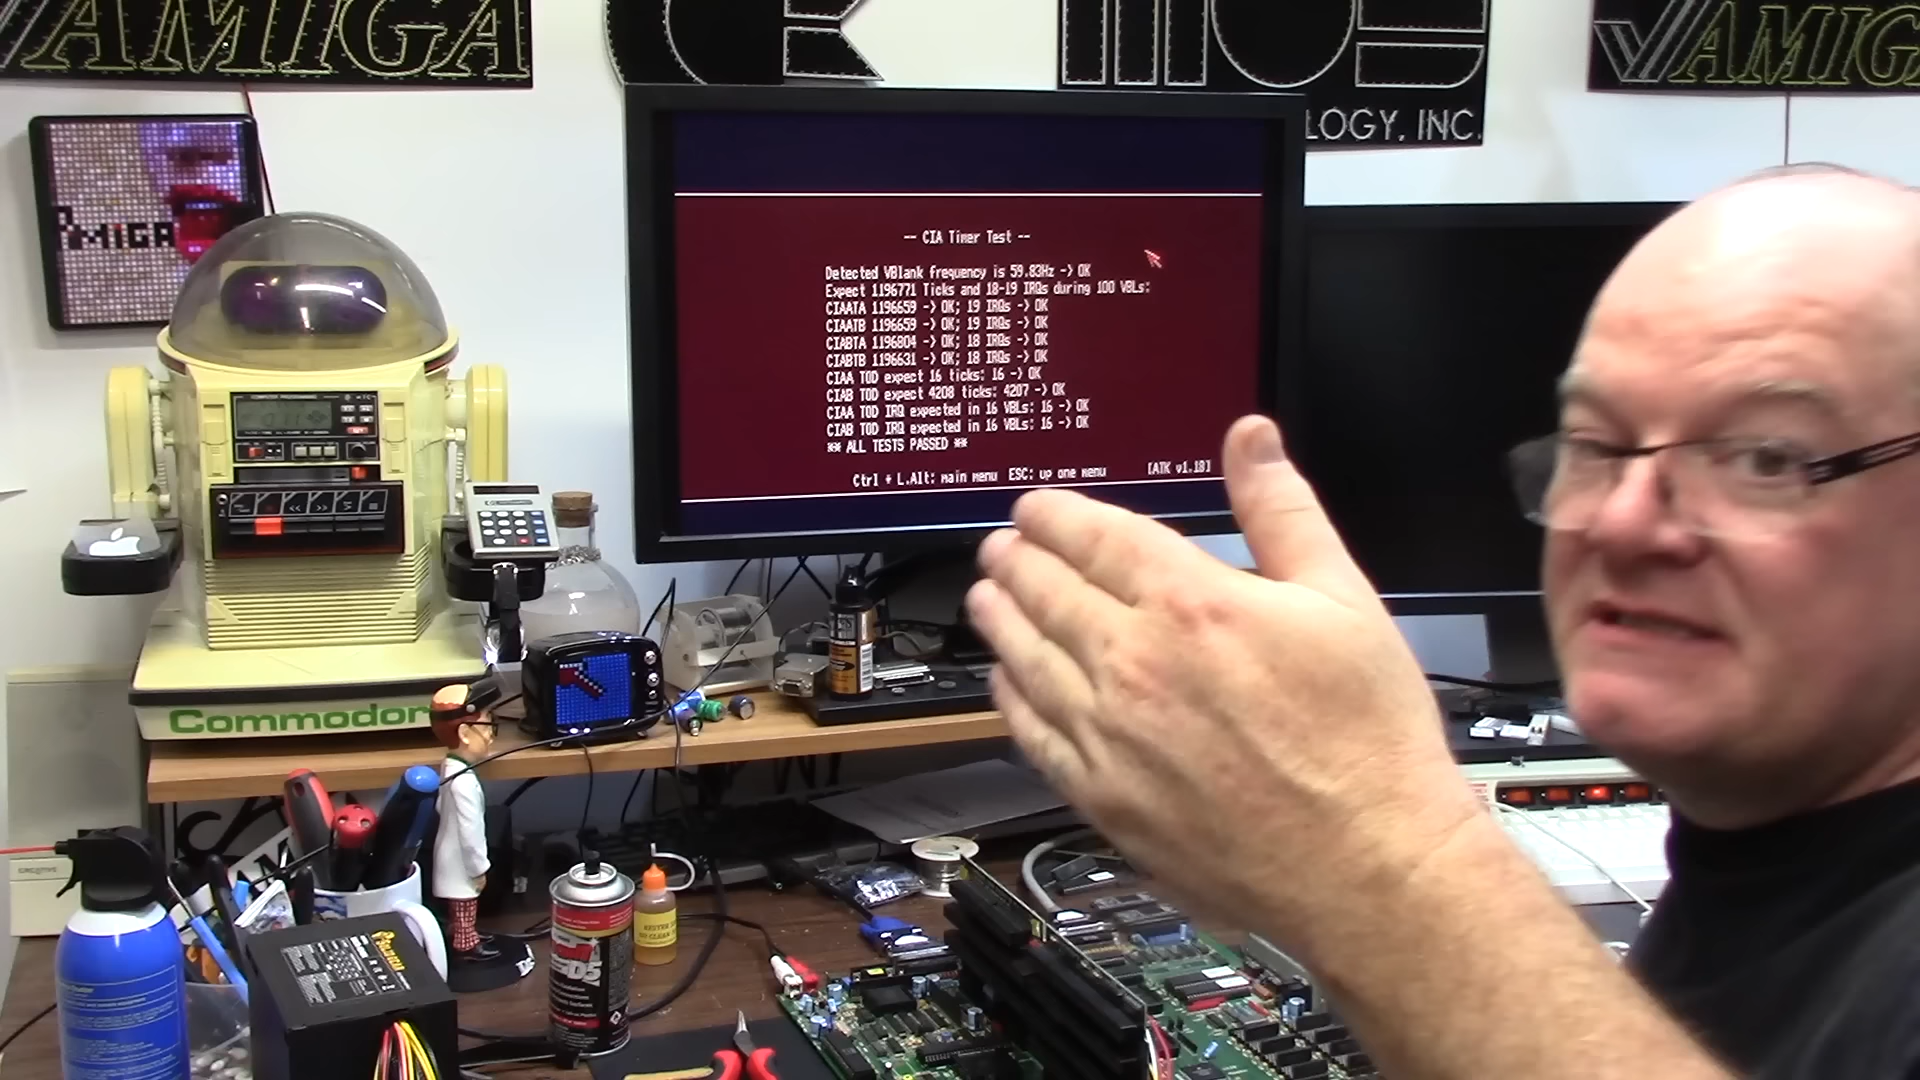 AMIGA
LOGY, INC.
AMIGA
AMIGA
-- CIA Timer Test --
Detected VBlank frequency is 59.83Hz -> OK
Expect 1196771 Ticks and 18-19 IRQs during 100 VBLs:
CIAATA 1196659 -> OK; 19 IRQs -> OK
CIAATB 1196659 -> OK; 19 IRQs -> OK
CIABTA 1196804 -> OK; 18 IRQs -> OK
CIABTB 1196631 -> OK; 18 IRQs -> OK
CIAA TOD expect 16 ticks: 16 -> OK
CIAB TOD expect 4208 ticks: 4207 -> OK
CIAA TOD IRQ expected in 16 VBLs: 16 -> OK
CIAB TOD IRQ expected in 16 VBLs: 16 -> OK
** ALL TESTS PASSED **
Ctrl + L.Alt: main menu ESC: up one menu [ATK v1.18]
Commodor
D5